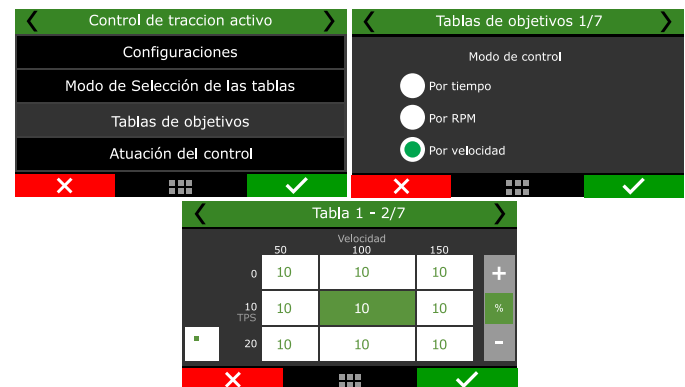 Control de traccion activo
Configuraciones
Modo de Selección de las tablas
Tablas de objetivos
Atuación del control
Tablas de objetivos 1/7
Modo de control
Por tiempo
Por RPM
Por velocidad
Tabla 1 - 2/7
Velocidad
50 100 150
0 10 10 10 +
10 10 10 10 %
TPS
20 10 10 10 -